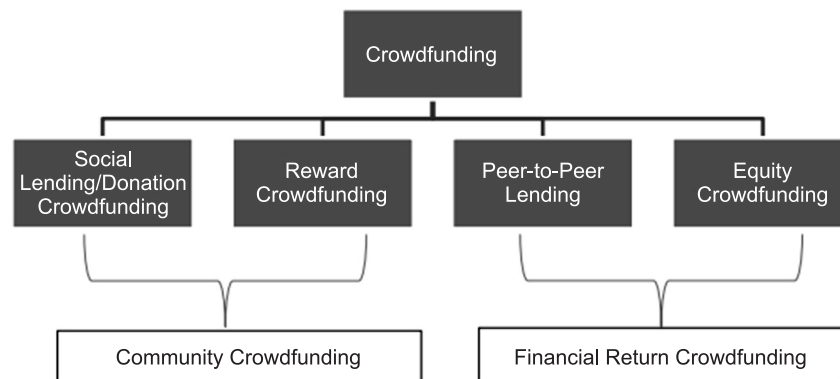 Crowdfunding
Social
Lending/Donation
Crowdfunding
Reward
Crowdfunding
Peer-to-Peer
Lending
Equity
Crowdfunding
Community Crowdfunding
Financial Return Crowdfunding